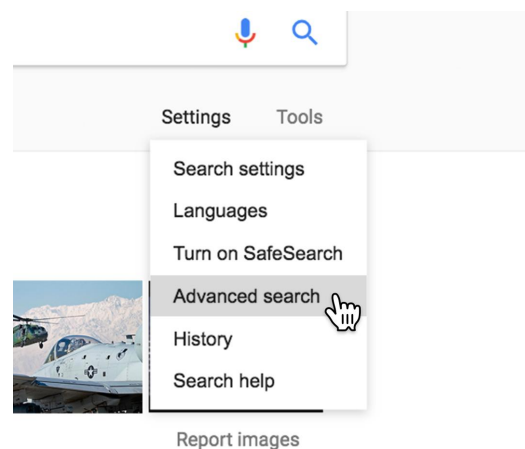 Settings Tools
Search settings
Languages
Turn on SafeSearch
Advanced search
History
Search help
Report images